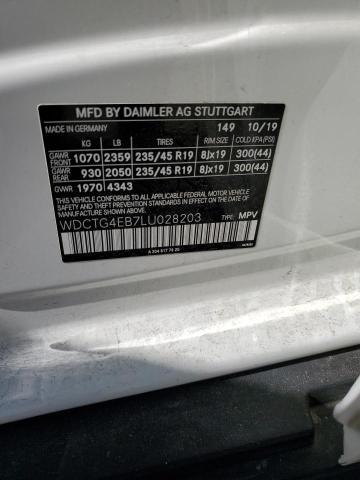 MFD BY DAIMLER AG STUTTGART
149 10/19
KG LB TIRES RIM SIZE COLD KPA (PSI)
GAWR FRONT 1070 2359 235/45 R19 8Jx19 300(44)
GAWR REAR 930 2050 235/45 R19 8Jx19 300(44)
GVWR 1970 4343
THIS VEHICLE CONFORMS TO ALL APPLICABLE FEDERAL MOTOR VEHICLE
SAFETY, BUMPER, AND THEFT PREVENTION STANDARDS IN EFFECT
ON THE DATE OF MANUFACTURE SHOWN ABOVE.
WDCTG4EB7LU028203 TYPE: MPV